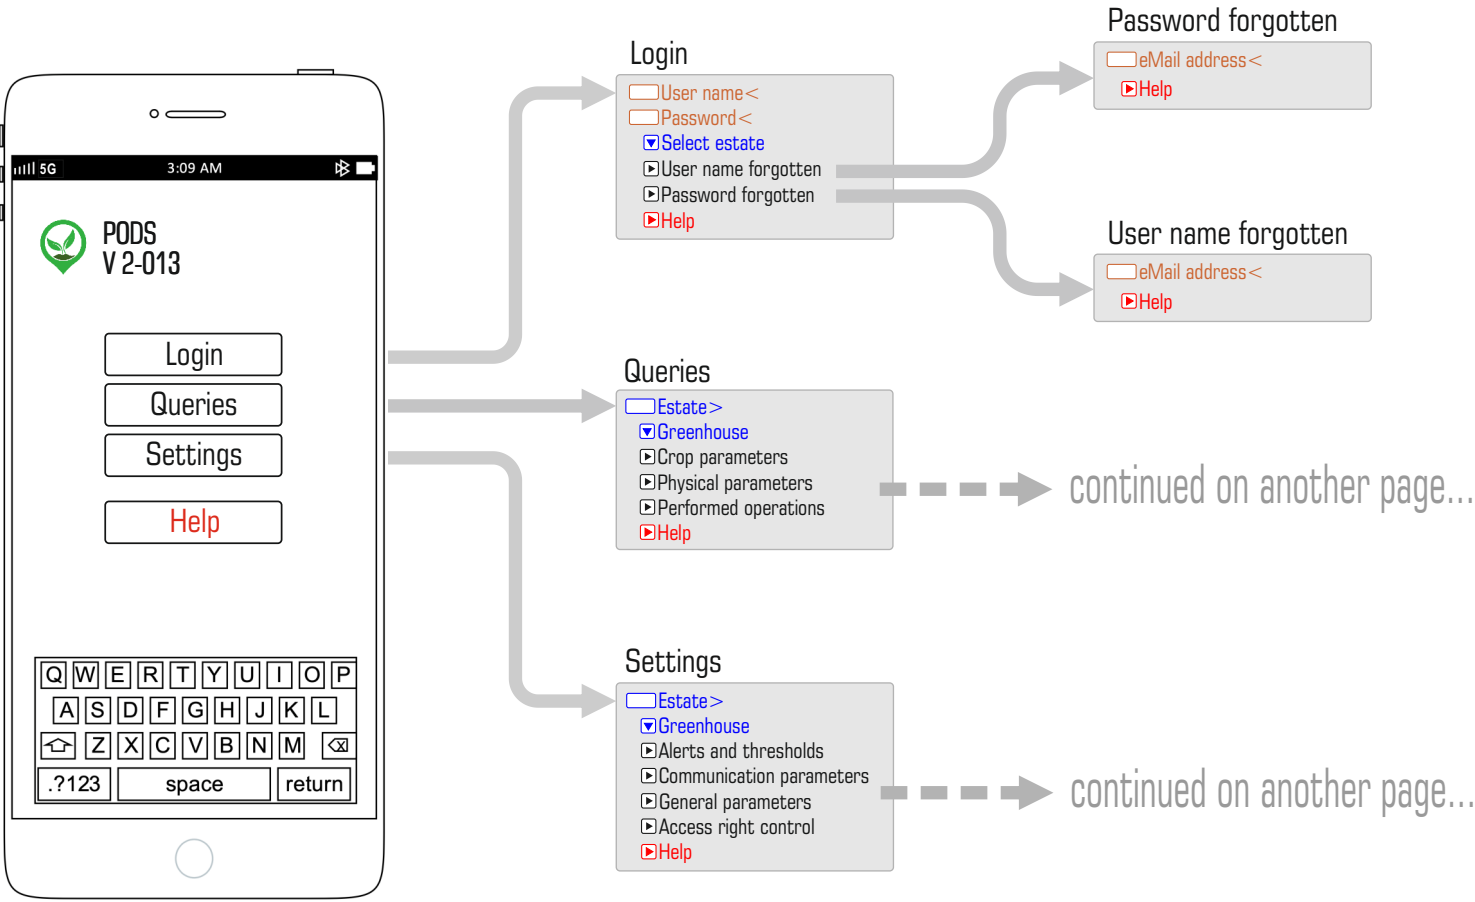 5G
3:09 AM
PODS
V 2-013
Login
Queries
Settings
Help
Q W E R T Y U I O P
A S D F G H J K L
Z X C V B N M
.?123 space return
Login
User name<
Password<
Select estate
User name forgotten
Password forgotten
Help
Password forgotten
eMail address<
Help
User name forgotten
eMail address<
Help
Queries
Estate>
Greenhouse
Crop parameters
Physical parameters
Performed operations
Help
continued on another page...
Settings
Estate>
Greenhouse
Alerts and thresholds
Communication parameters
General parameters
Access right control
Help
continued on another page...